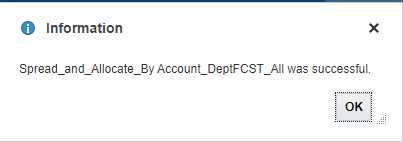 Information
Spread_and_Allocate_By Account_DeptFCST_All was successful.
OK